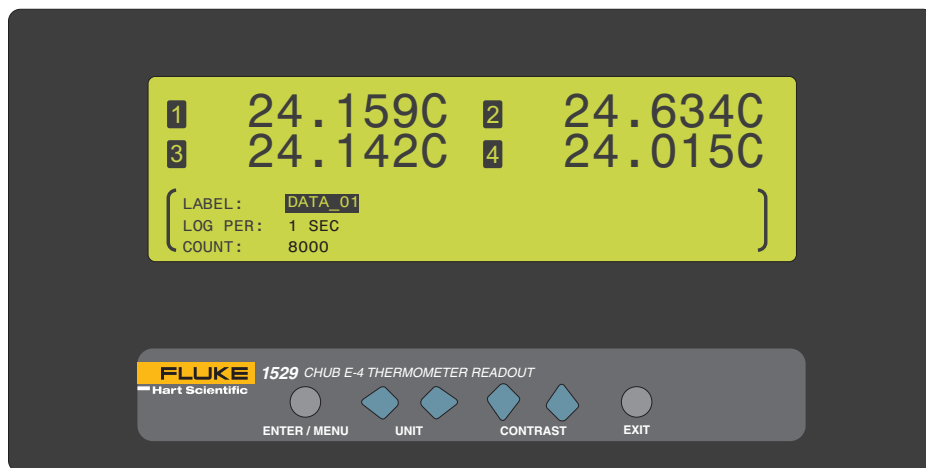 1 24.159C 2 24.634C
3 24.142C 4 24.015C
LABEL: DATA_01
LOG PER: 1 SEC
COUNT: 8000
FLUKE 1529 CHUB E-4 THERMOMETER READOUT
Hart Scientific
ENTER / MENU UNIT CONTRAST EXIT